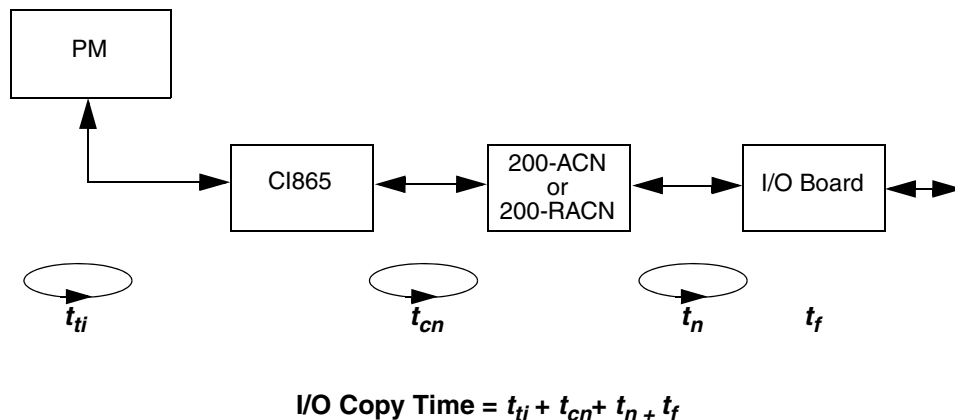 PM
CI865
200-ACN
or
200-RACN
I/O Board
t_ti
t_cn
t_n
t_f
I/O Copy Time = t_ti + t_cn + t_n + t_f